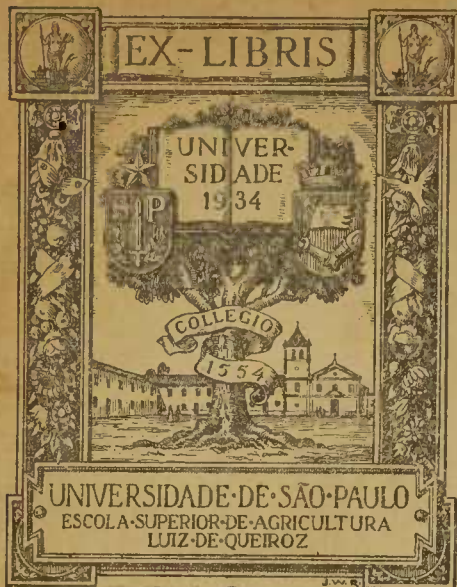 EX-LIBRIS
UNIVER-
SIDADE
1934
S P
COLLEGIO
1554
UNIVERSIDADE·DE·SÃO·PAULO
ESCOLA·SUPERIOR·DE·AGRICULTURA
LUIZ·DE·QUEIROZ
J.W.R.